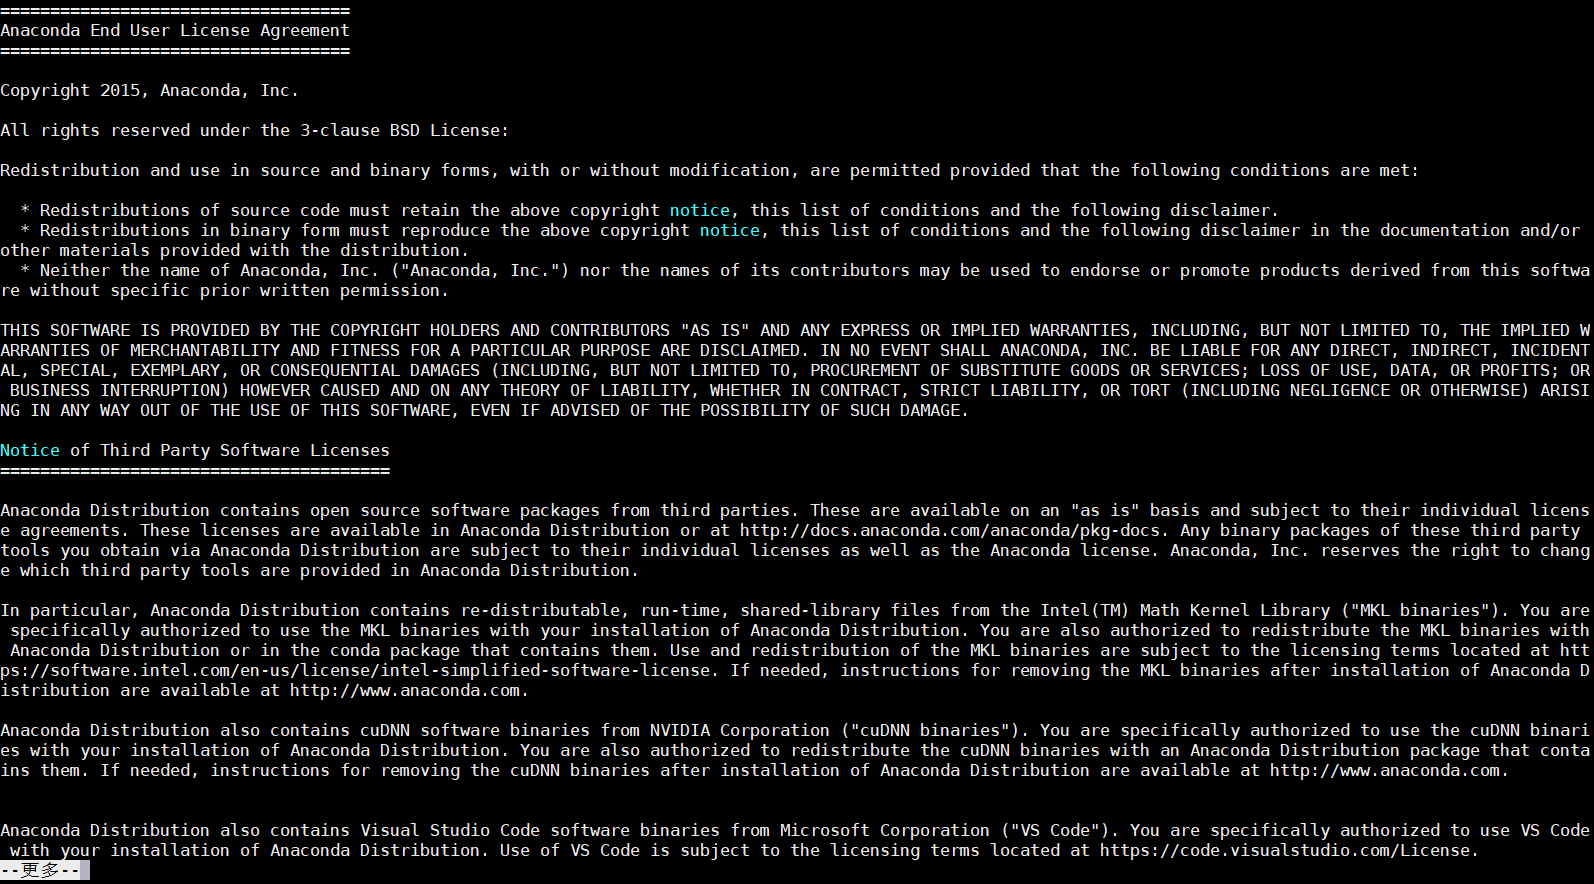 ===================================
Anaconda End User License Agreement
===================================
Copyright 2015, Anaconda, Inc.
All rights reserved under the 3-clause BSD License:
Redistribution and use in source and binary forms, with or without modification, are permitted provided that the following conditions are met:
  * Redistributions of source code must retain the above copyright notice, this list of conditions and the following disclaimer.
  * Redistributions in binary form must reproduce the above copyright notice, this list of conditions and the following disclaimer in the documentation and/or
other materials provided with the distribution.
  * Neither the name of Anaconda, Inc. ("Anaconda, Inc.") nor the names of its contributors may be used to endorse or promote products derived from this softwa
re without specific prior written permission.
THIS SOFTWARE IS PROVIDED BY THE COPYRIGHT HOLDERS AND CONTRIBUTORS "AS IS" AND ANY EXPRESS OR IMPLIED WARRANTIES, INCLUDING, BUT NOT LIMITED TO, THE IMPLIED W
ARRANTIES OF MERCHANTABILITY AND FITNESS FOR A PARTICULAR PURPOSE ARE DISCLAIMED. IN NO EVENT SHALL ANACONDA, INC. BE LIABLE FOR ANY DIRECT, INDIRECT, INCIDENT
AL, SPECIAL, EXEMPLARY, OR CONSEQUENTIAL DAMAGES (INCLUDING, BUT NOT LIMITED TO, PROCUREMENT OF SUBSTITUTE GOODS OR SERVICES; LOSS OF USE, DATA, OR PROFITS; OR
 BUSINESS INTERRUPTION) HOWEVER CAUSED AND ON ANY THEORY OF LIABILITY, WHETHER IN CONTRACT, STRICT LIABILITY, OR TORT (INCLUDING NEGLIGENCE OR OTHERWISE) ARISI
NG IN ANY WAY OUT OF THE USE OF THIS SOFTWARE, EVEN IF ADVISED OF THE POSSIBILITY OF SUCH DAMAGE.
Notice of Third Party Software Licenses
=======================================
Anaconda Distribution contains open source software packages from third parties. These are available on an "as is" basis and subject to their individual licens
e agreements. These licenses are available in Anaconda Distribution or at http://docs.anaconda.com/anaconda/pkg-docs. Any binary packages of these third party
tools you obtain via Anaconda Distribution are subject to their individual licenses as well as the Anaconda license. Anaconda, Inc. reserves the right to chang
e which third party tools are provided in Anaconda Distribution.
In particular, Anaconda Distribution contains re-distributable, run-time, shared-library files from the Intel(TM) Math Kernel Library ("MKL binaries"). You are
 specifically authorized to use the MKL binaries with your installation of Anaconda Distribution. You are also authorized to redistribute the MKL binaries with
 Anaconda Distribution or in the conda package that contains them. Use and redistribution of the MKL binaries are subject to the licensing terms located at htt
ps://software.intel.com/en-us/license/intel-simplified-software-license. If needed, instructions for removing the MKL binaries after installation of Anaconda D
istribution are available at http://www.anaconda.com.
Anaconda Distribution also contains cuDNN software binaries from NVIDIA Corporation ("cuDNN binaries"). You are specifically authorized to use the cuDNN binari
es with your installation of Anaconda Distribution. You are also authorized to redistribute the cuDNN binaries with an Anaconda Distribution package that conta
ins them. If needed, instructions for removing the cuDNN binaries after installation of Anaconda Distribution are available at http://www.anaconda.com.
Anaconda Distribution also contains Visual Studio Code software binaries from Microsoft Corporation ("VS Code"). You are specifically authorized to use VS Code
 with your installation of Anaconda Distribution. Use of VS Code is subject to the licensing terms located at https://code.visualstudio.com/License.
--更多--